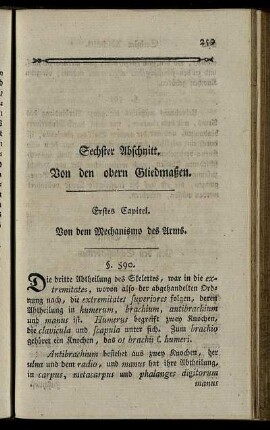 259
Sechster Abschnitt.
Von den obern Gliedmaßen.
Erstes Capitel.
Von dem Mechanismo des Arms.
§. 590.
Die dritte Abtheilung des Skelettes, war in die ex-
tremitates, wovon also der abgehandelten Ord-
nung nach, die extremitates superiores folgen, deren
Abtheilung in humerum, brachium, antibrachium
und manus ist. Humerus begreift zwey Knochen,
die clavicula und scapula unter sich. Zum brachio
gehöret ein Knochen, das os brachii s. humeri.
Antibrachium bestehet aus zwey Knochen, der
ulna und dem radio, und manus hat ihre Abtheilung,
in carpus, metacarpus und phalanges digitorum
manus